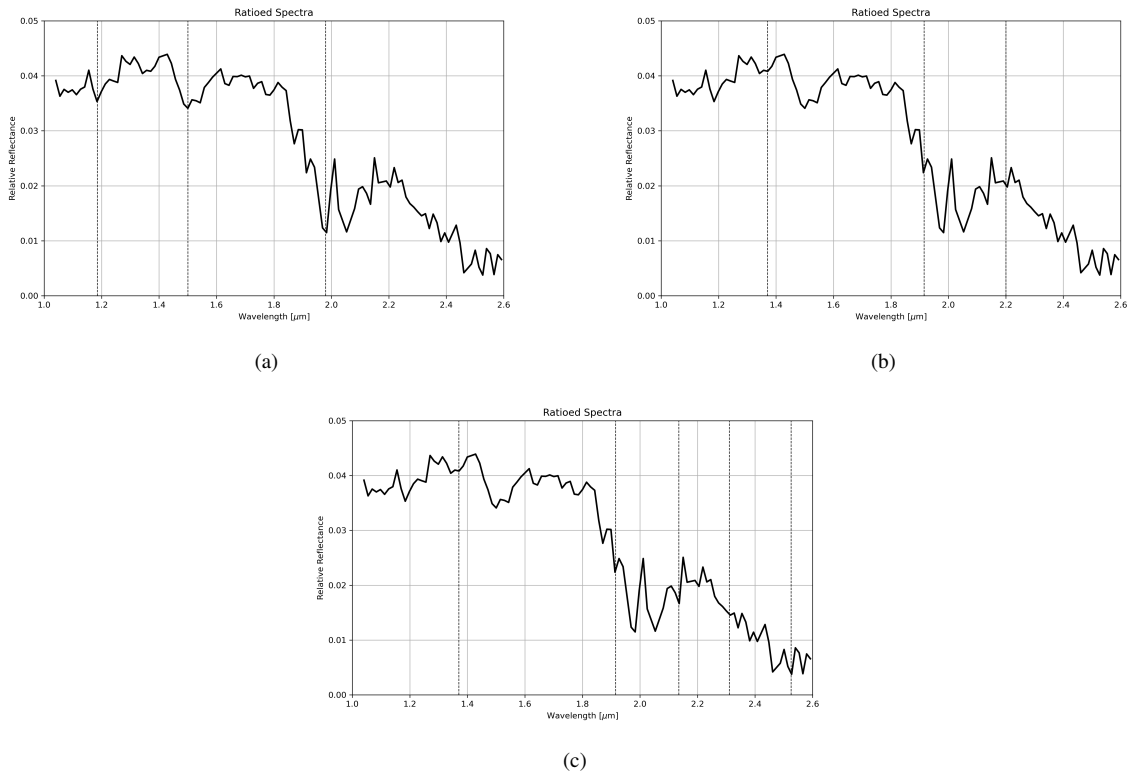 Ratioed Spectra
0.05
0.04
0.03
0.02
0.01
0.00
Relative Reflectance
1.0 1.2 1.4 1.6 1.8 2.0 2.2 2.4 2.6
Wavelength [μm]
(a)
Ratioed Spectra
0.05
0.04
0.03
0.02
0.01
0.00
Relative Reflectance
1.0 1.2 1.4 1.6 1.8 2.0 2.2 2.4 2.6
Wavelength [μm]
(b)
Ratioed Spectra
0.05
0.04
0.03
0.02
0.01
0.00
Relative Reflectance
1.0 1.2 1.4 1.6 1.8 2.0 2.2 2.4 2.6
Wavelength [μm]
(c)